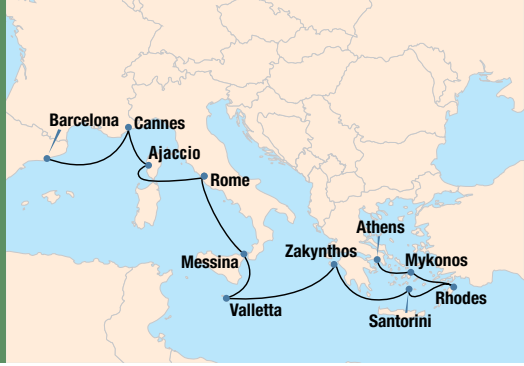 Barcelona
Cannes
Ajaccio
Rome
Athens
Zakynthos
Mykonos
Messina
Rhodes
Valletta
Santorini